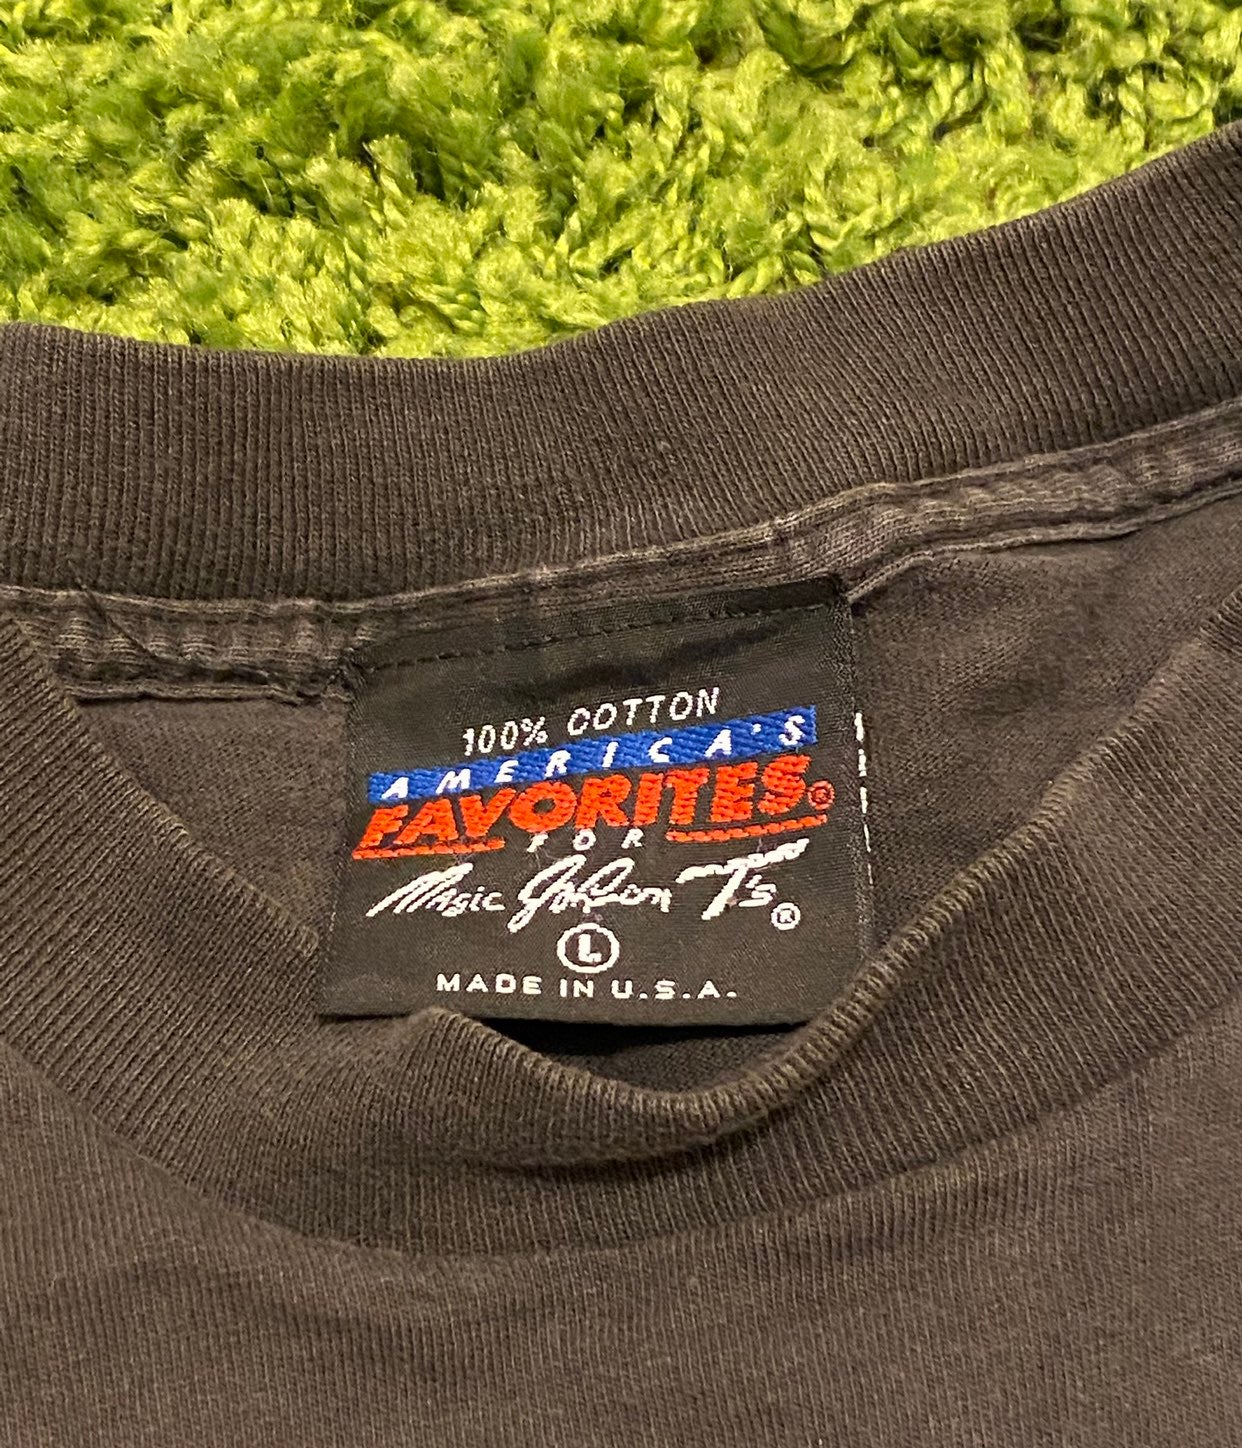 100% COTTON
AMERICA'S
FAVORITES®
FOR
Magic Johnson T's®
L
MADE IN U.S.A.